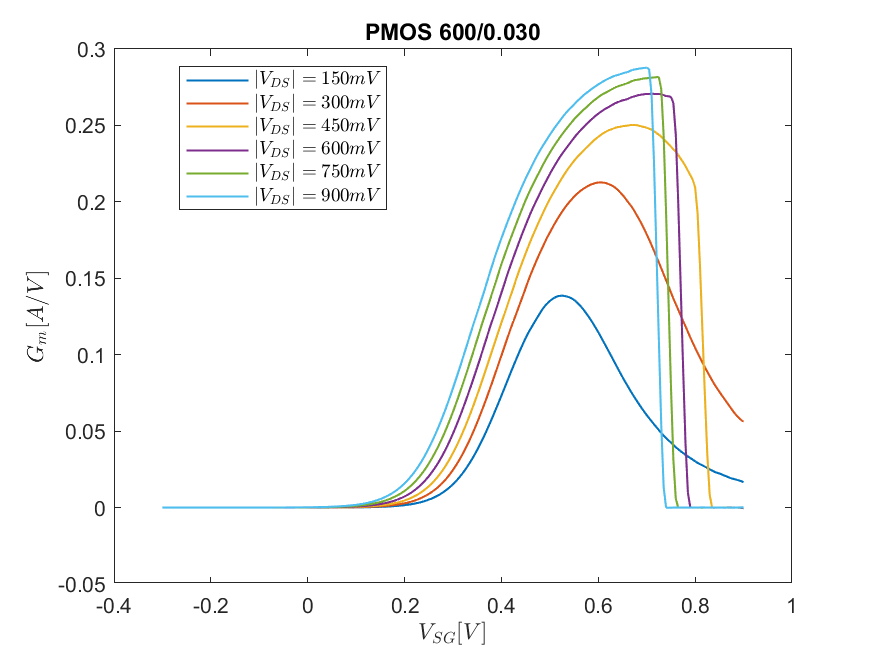 PMOS 600/0.030
0.3
0.25
0.2
0.15
0.1
0.05
0
-0.05
G_m[A/V]
|V_DS| = 150mV
|V_DS| = 300mV
|V_DS| = 450mV
|V_DS| = 600mV
|V_DS| = 750mV
|V_DS| = 900mV
-0.4 -0.2 0 0.2 0.4 0.6 0.8 1
V_SG[V]